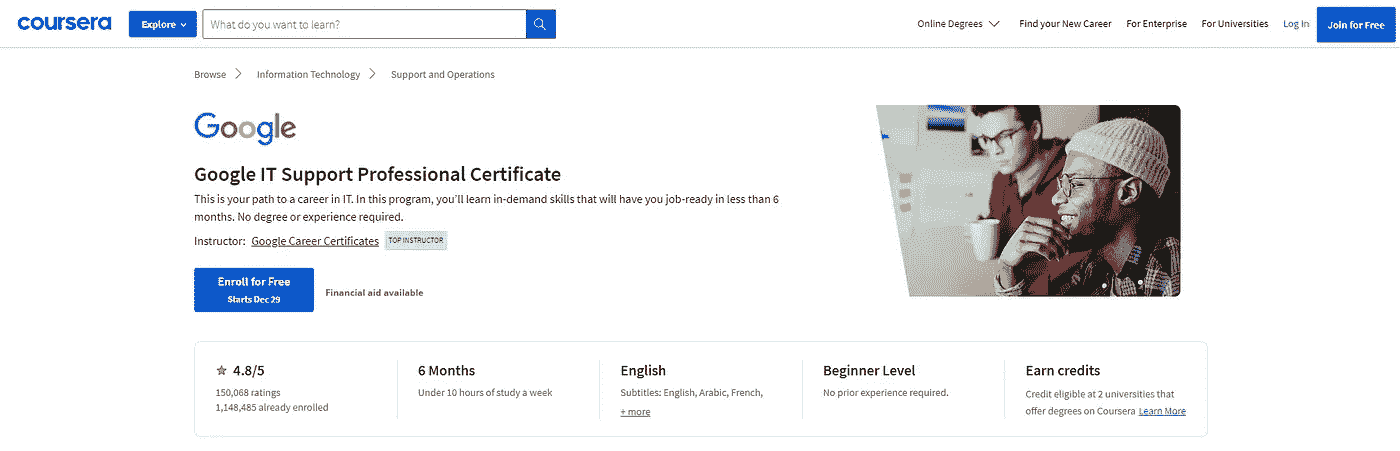 coursera
Explore
What do you want to learn?
Online Degrees
Find your New Career
For Enterprise
For Universities
Log In
Join for Free
Browse
Information Technology
Support and Operations
Google
Google IT Support Professional Certificate
This is your path to a career in IT. In this program, you'll learn in-demand skills that will have you job-ready in less than 6
months. No degree or experience required.
Instructor: Google Career Certificates TOP INSTRUCTOR
Enroll for Free
Starts Dec 29
Financial aid available
4.8/5
150,068 ratings
1,148,485 already enrolled
6 Months
Under 10 hours of study a week
English
Subtitles: English, Arabic, French,
+ more
Beginner Level
No prior experience required.
Earn credits
Credit eligible at 2 universities that
offer degrees on Coursera Learn More